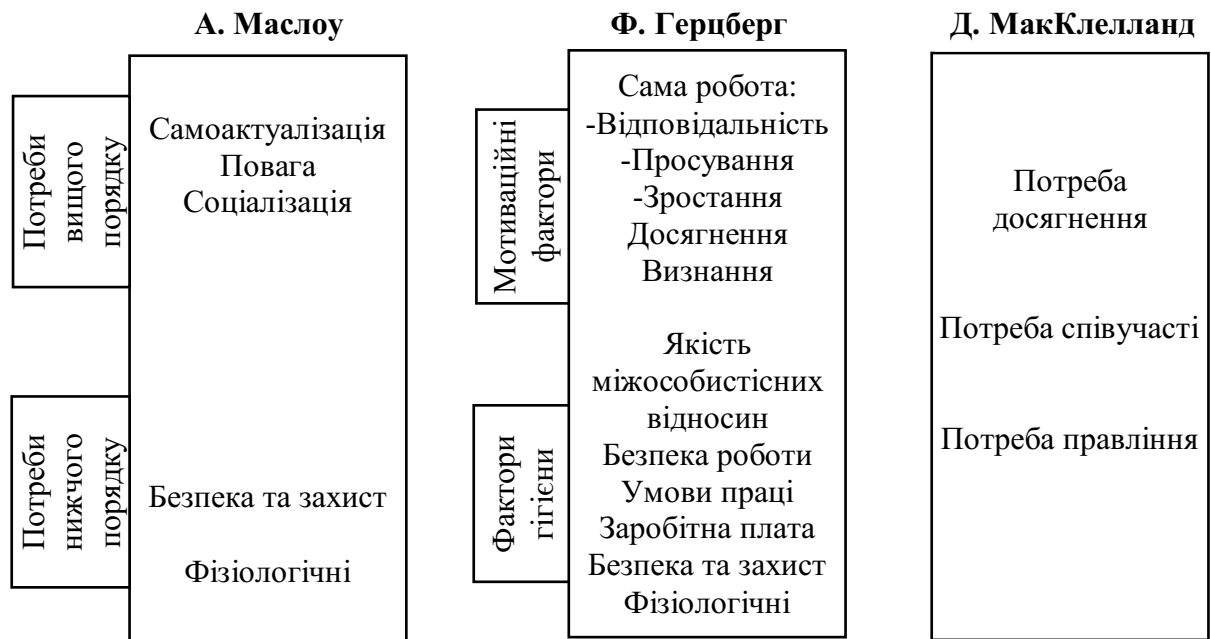 А. Маслоу
Потреби
вищого
порядку
Самоактуалізація
Повага
Соціалізація
Потреби
нижчого
порядку
Безпека та захист
Фізіологічні
Ф. Герцберг
Мотиваційні
фактори
Сама робота:
-Відповідальність
-Просування
-Зростання
Досягнення
Визнання
Фактори
гігієни
Якість
міжособистісних
відносин
Безпека роботи
Умови праці
Заробітна плата
Безпека та захист
Фізіологічні
Д. МакКлелланд
Потреба
досягнення
Потреба співучасті
Потреба правління